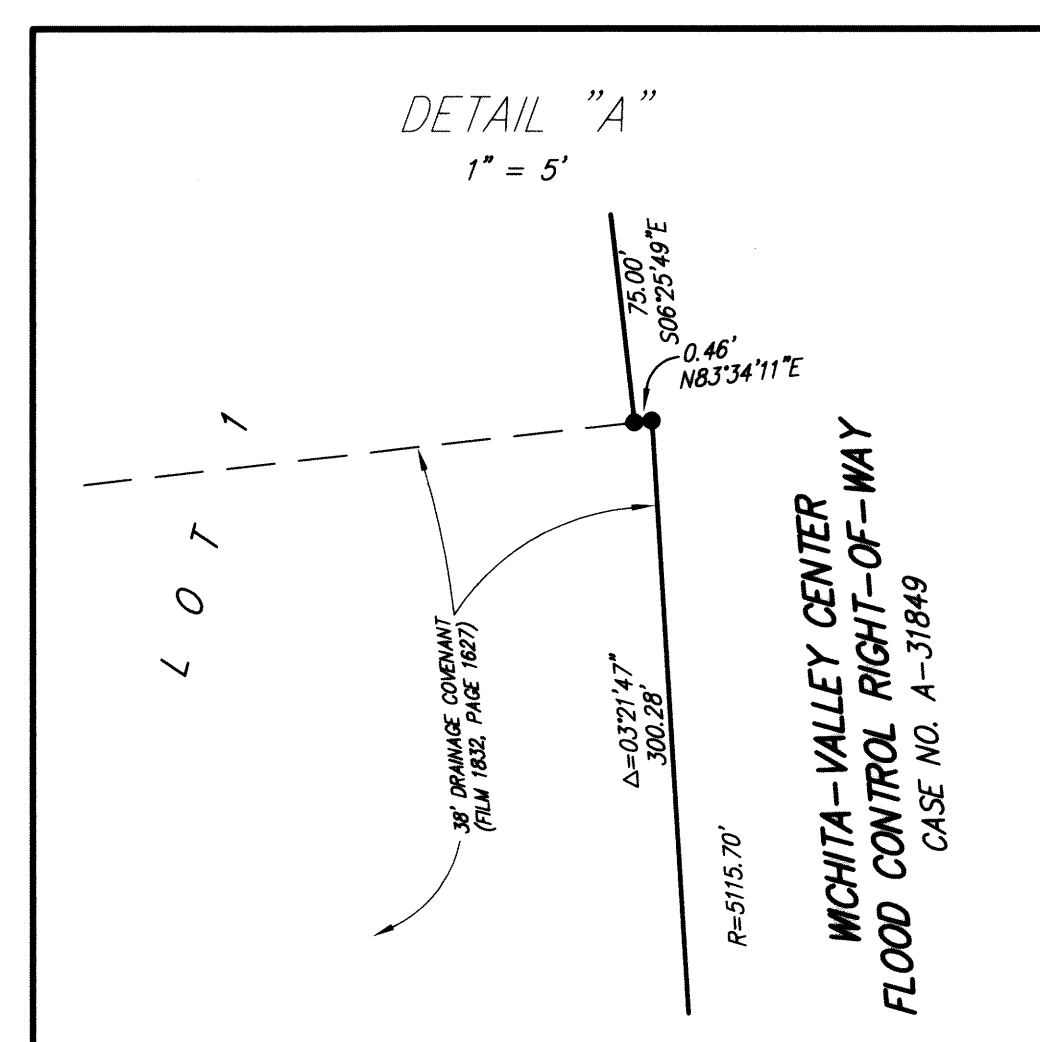 DETAIL "A"
1" = 5'
75.00'
S06°25'49"E
0.46'
N83°34'11"E
LOT 1
38' DRAINAGE COVENANT
(FILM 1832, PAGE 1627)
Δ=03°21'47"
300.28'
R=5115.70'
WICHITA-VALLEY CENTER
FLOOD CONTROL RIGHT-OF-WAY
CASE NO. A-31849